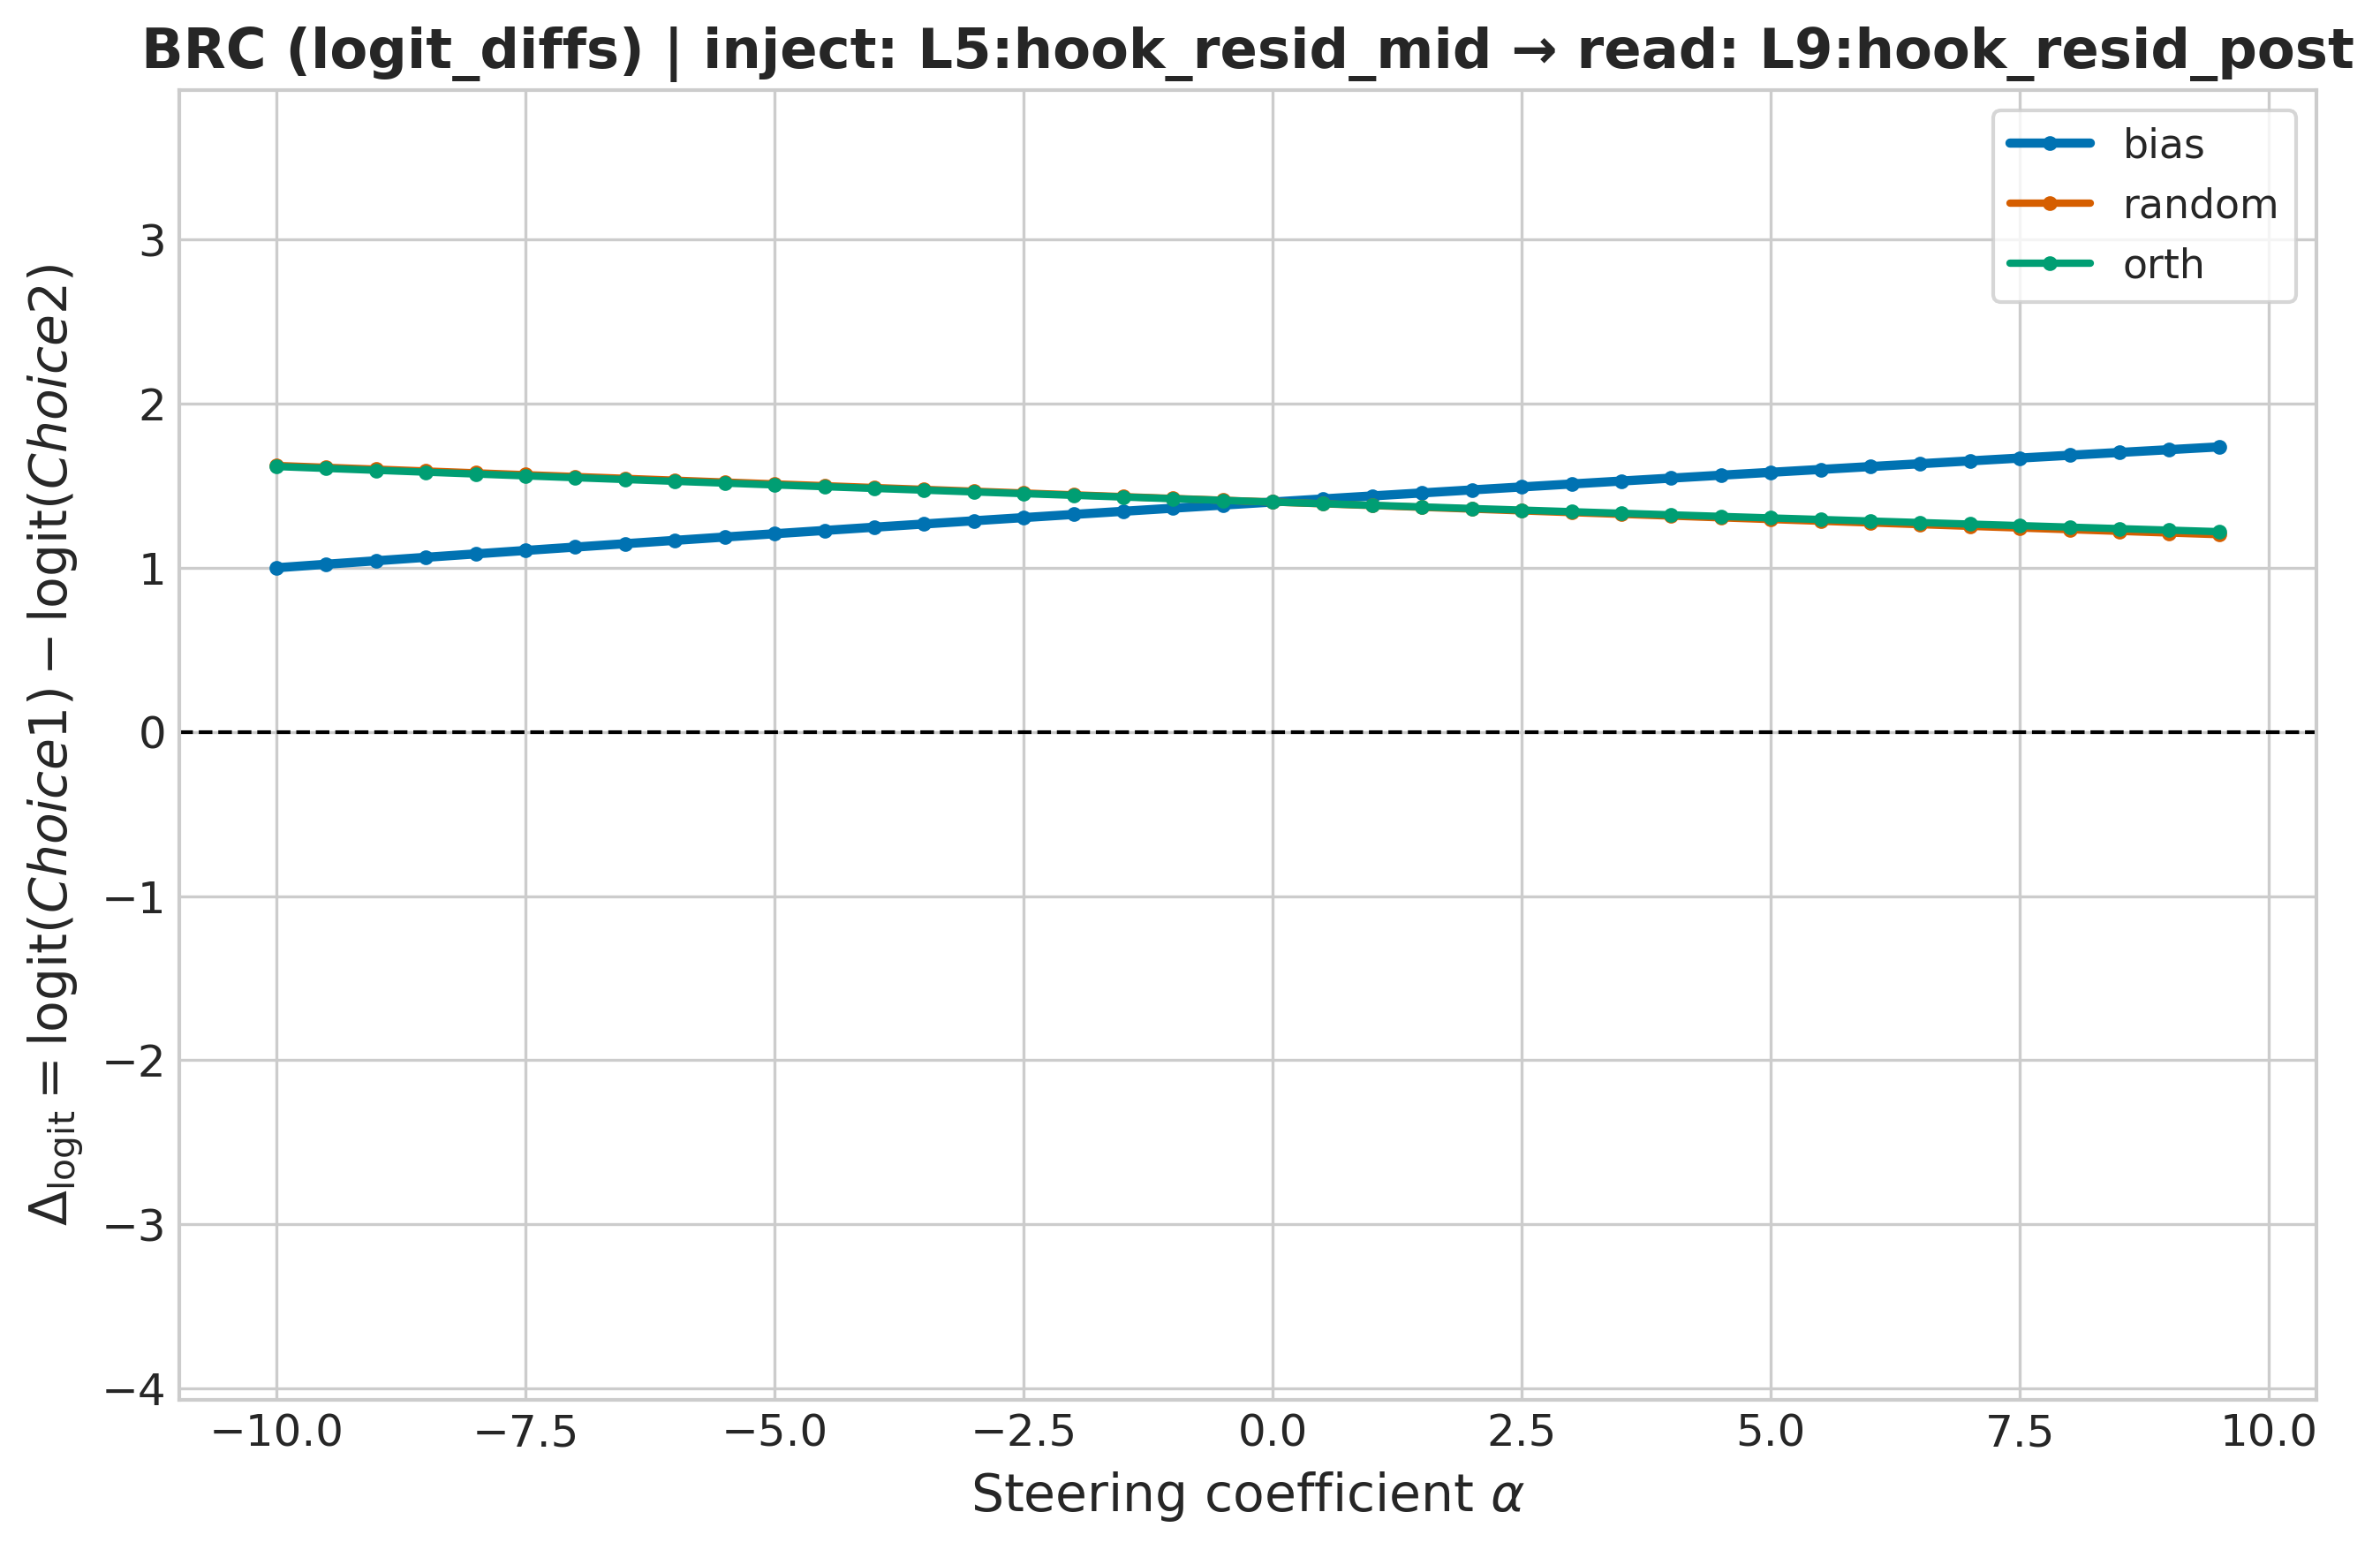 BRC (logit_diffs) | inject: L5:hook_resid_mid → read: L9:hook_resid_post
Δlogit = logit(Choice1) − logit(Choice2)
3
2
1
0
−1
−2
−3
−4
bias
random
orth
−10.0 −7.5 −5.0 −2.5 0.0 2.5 5.0 7.5 10.0
Steering coefficient α